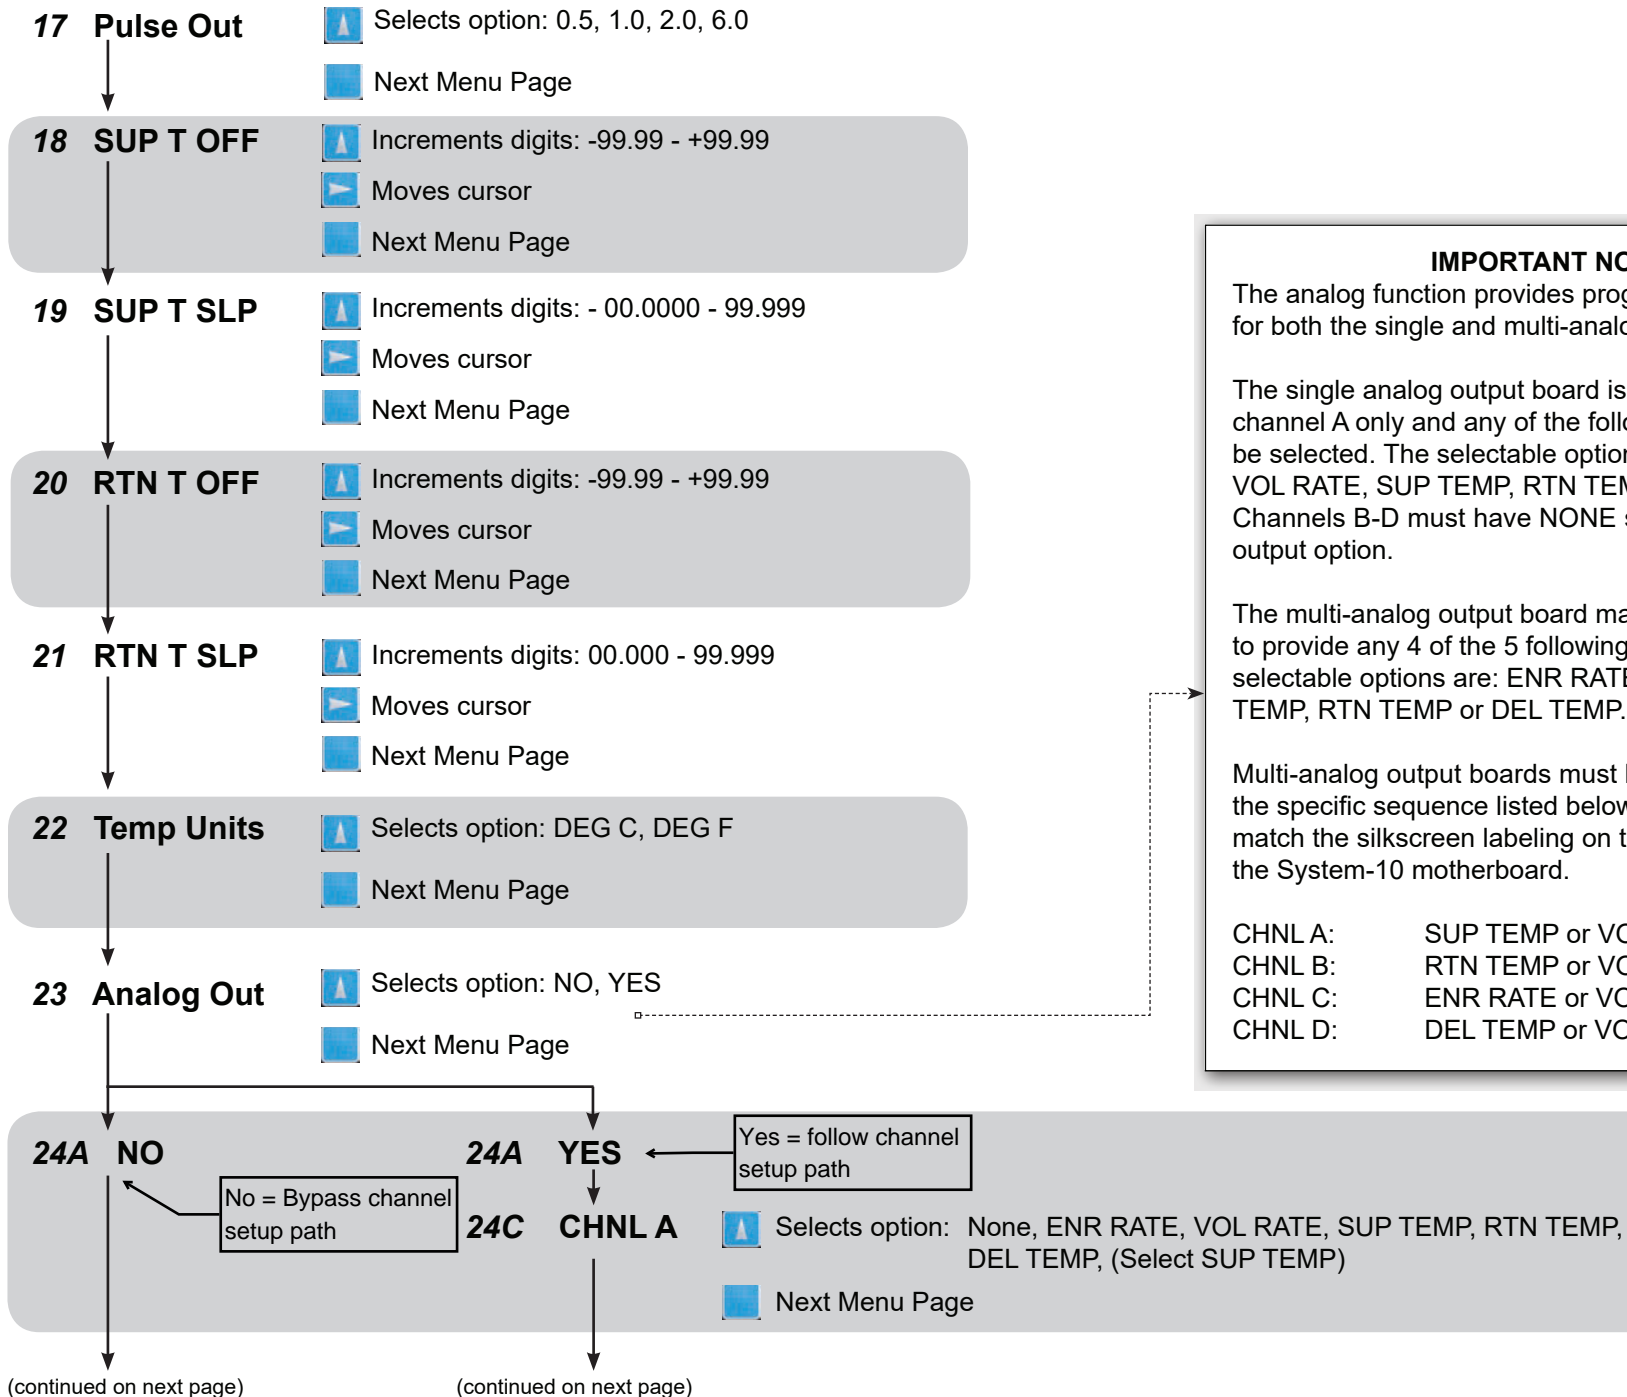 17 Pulse Out
Selects option: 0.5, 1.0, 2.0, 6.0
Next Menu Page
18 SUP T OFF
Increments digits: -99.99 - +99.99
Moves cursor
Next Menu Page
19 SUP T SLP
Increments digits: - 00.0000 - 99.999
Moves cursor
Next Menu Page
20 RTN T OFF
Increments digits: -99.99 - +99.99
Moves cursor
Next Menu Page
21 RTN T SLP
Increments digits: 00.000 - 99.999
Moves cursor
Next Menu Page
22 Temp Units
Selects option: DEG C, DEG F
Next Menu Page
23 Analog Out
Selects option: NO, YES
Next Menu Page
IMPORTANT
The analog function provides
for both the single and
The single analog output board is
channel A only and any of the
be selected. The selectable
VOL RATE, SUP TEMP, RTN
Channels B-D must have NONE
output option.
The multi-analog output board
to provide any 4 of the 5 following
selectable options are: ENR
TEMP, RTN TEMP or DEL TEMP.
Multi-analog output boards must
the specific sequence listed
match the silkscreen labeling on
the System-10 motherboard.
CHNL A: SUP TEMP or
CHNL B: RTN TEMP or
CHNL C: ENR RATE or
CHNL D: DEL TEMP or
24A NO
No = Bypass channel
setup path
24A YES
Yes = follow channel
setup path
24C CHNL A
Selects option: None, ENR RATE, VOL RATE, SUP TEMP, RTN TEMP,
DEL TEMP, (Select SUP TEMP)
Next Menu Page
(continued on next page)
(continued on next page)